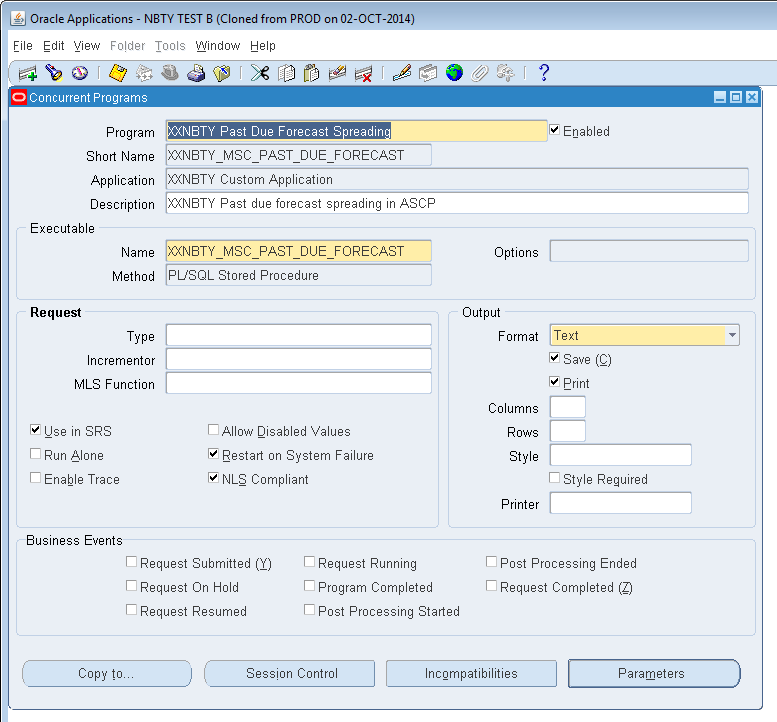 Oracle Applications - NBTY TEST B (Cloned from PROD on 02-OCT-2014)
File Edit View Folder Tools Window Help
?
Concurrent Programs
Program XXNBTY Past Due Forecast Spreading Enabled
Short Name XXNBTY_MSC_PAST_DUE_FORECAST
Application XXNBTY Custom Application
Description XXNBTY Past due forecast spreading in ASCP
Executable
Name XXNBTY_MSC_PAST_DUE_FORECAST Options
Method PL/SQL Stored Procedure
Request Output
Type Format Text
Incrementor Save (C)
MLS Function Print
Columns
Use in SRS Allow Disabled Values Rows
Run Alone Restart on System Failure Style
Enable Trace NLS Compliant Style Required
Printer
Business Events
Request Submitted (Y) Request Running Post Processing Ended
Request On Hold Program Completed Request Completed (Z)
Request Resumed Post Processing Started
Copy to... Session Control Incompatibilities Parameters